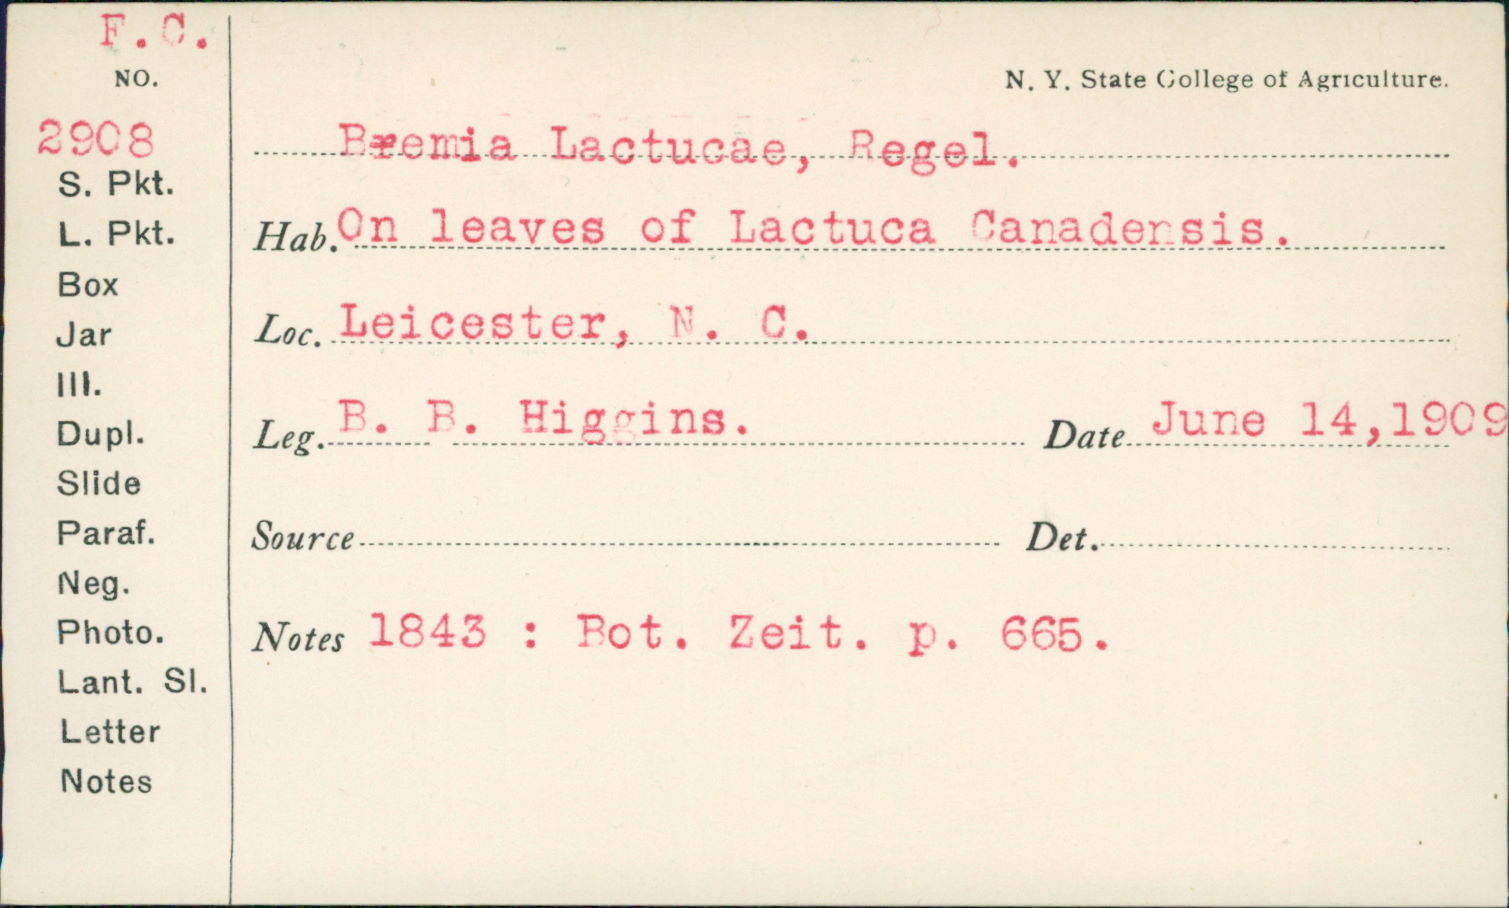 F.C.
NO.
N. Y. State College of Agriculture.
2908
Bremia Lactucae, Regel.
S. Pkt.
L. Pkt.
Hab. On leaves of Lactuca Canadensis.
Box
Jar
Loc. Leicester, N. C.
Ill.
Dupl.
Leg. B. B. Higgins. Date June 14,1909
Slide
Paraf.
Source Det.
Neg.
Photo.
Notes 1843 : Bot. Zeit. p. 665.
Lant. Sl.
Letter
Notes